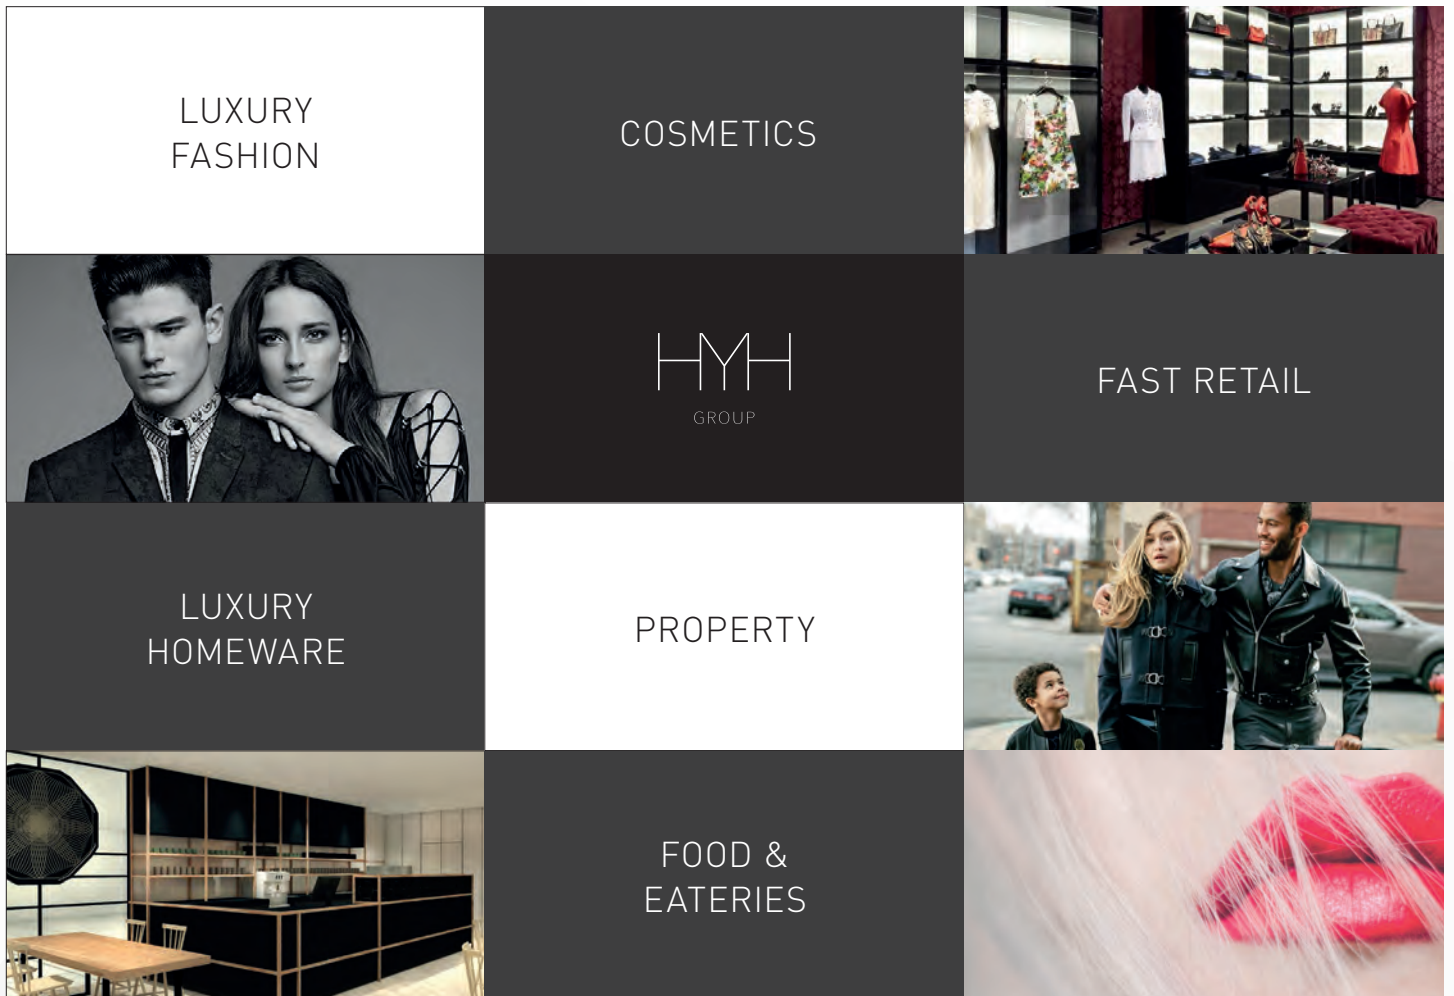 LUXURY
FASHION
COSMETICS
HYH
GROUP
FAST RETAIL
LUXURY
HOMEWARE
PROPERTY
FOOD &
EATERIES